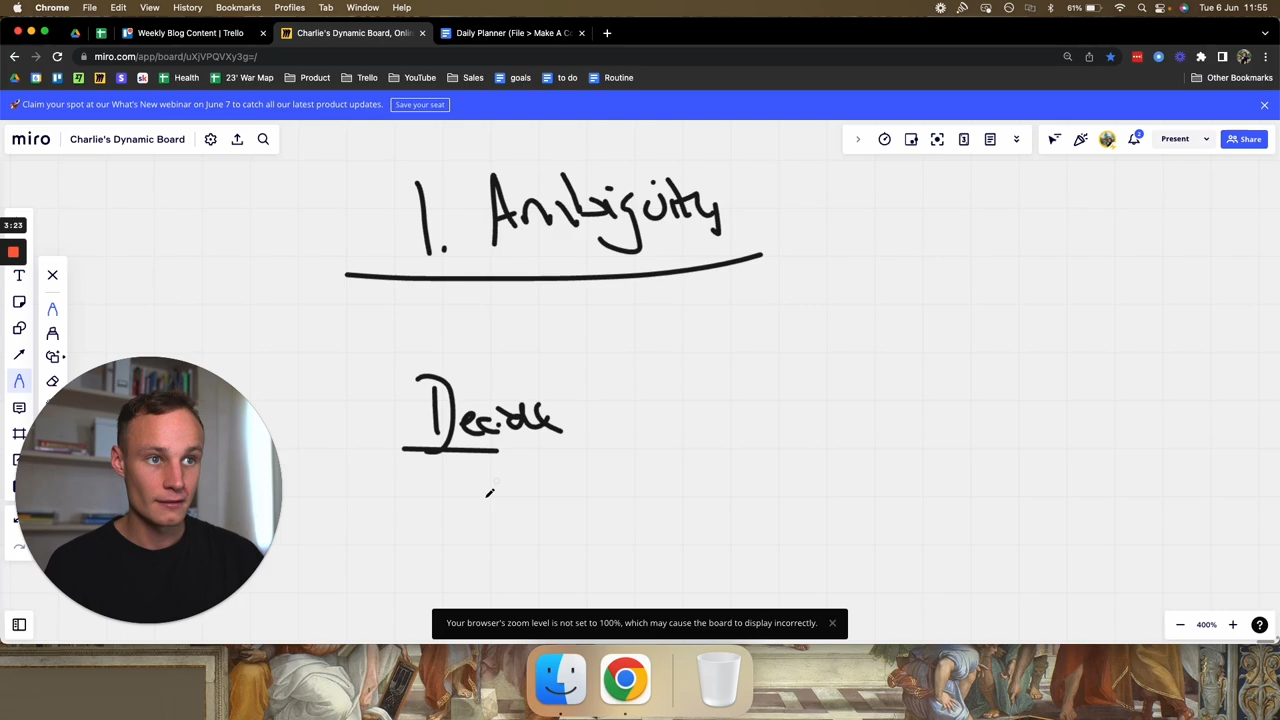 Chrome File Edit View History Bookmarks Profiles Tab Window Help 61% Tue 6 Jun 11:55
Weekly Blog Content | Trello Charlie's Dynamic Board, Onlin Daily Planner (File > Make A Co
miro.com/app/board/uXjVPQVXy3g=/
Health 23' War Map Product Trello YouTube Sales goals to do Routine Other Bookmarks
🚀 Claim your spot at our What's New webinar on June 7 to catch all our latest product updates. Save your seat
miro Charlie's Dynamic Board 3 2 Present Share
1. Ambiguity
3:23
T
Decide
Your browser's zoom level is not set to 100%, which may cause the board to display incorrectly.
400%